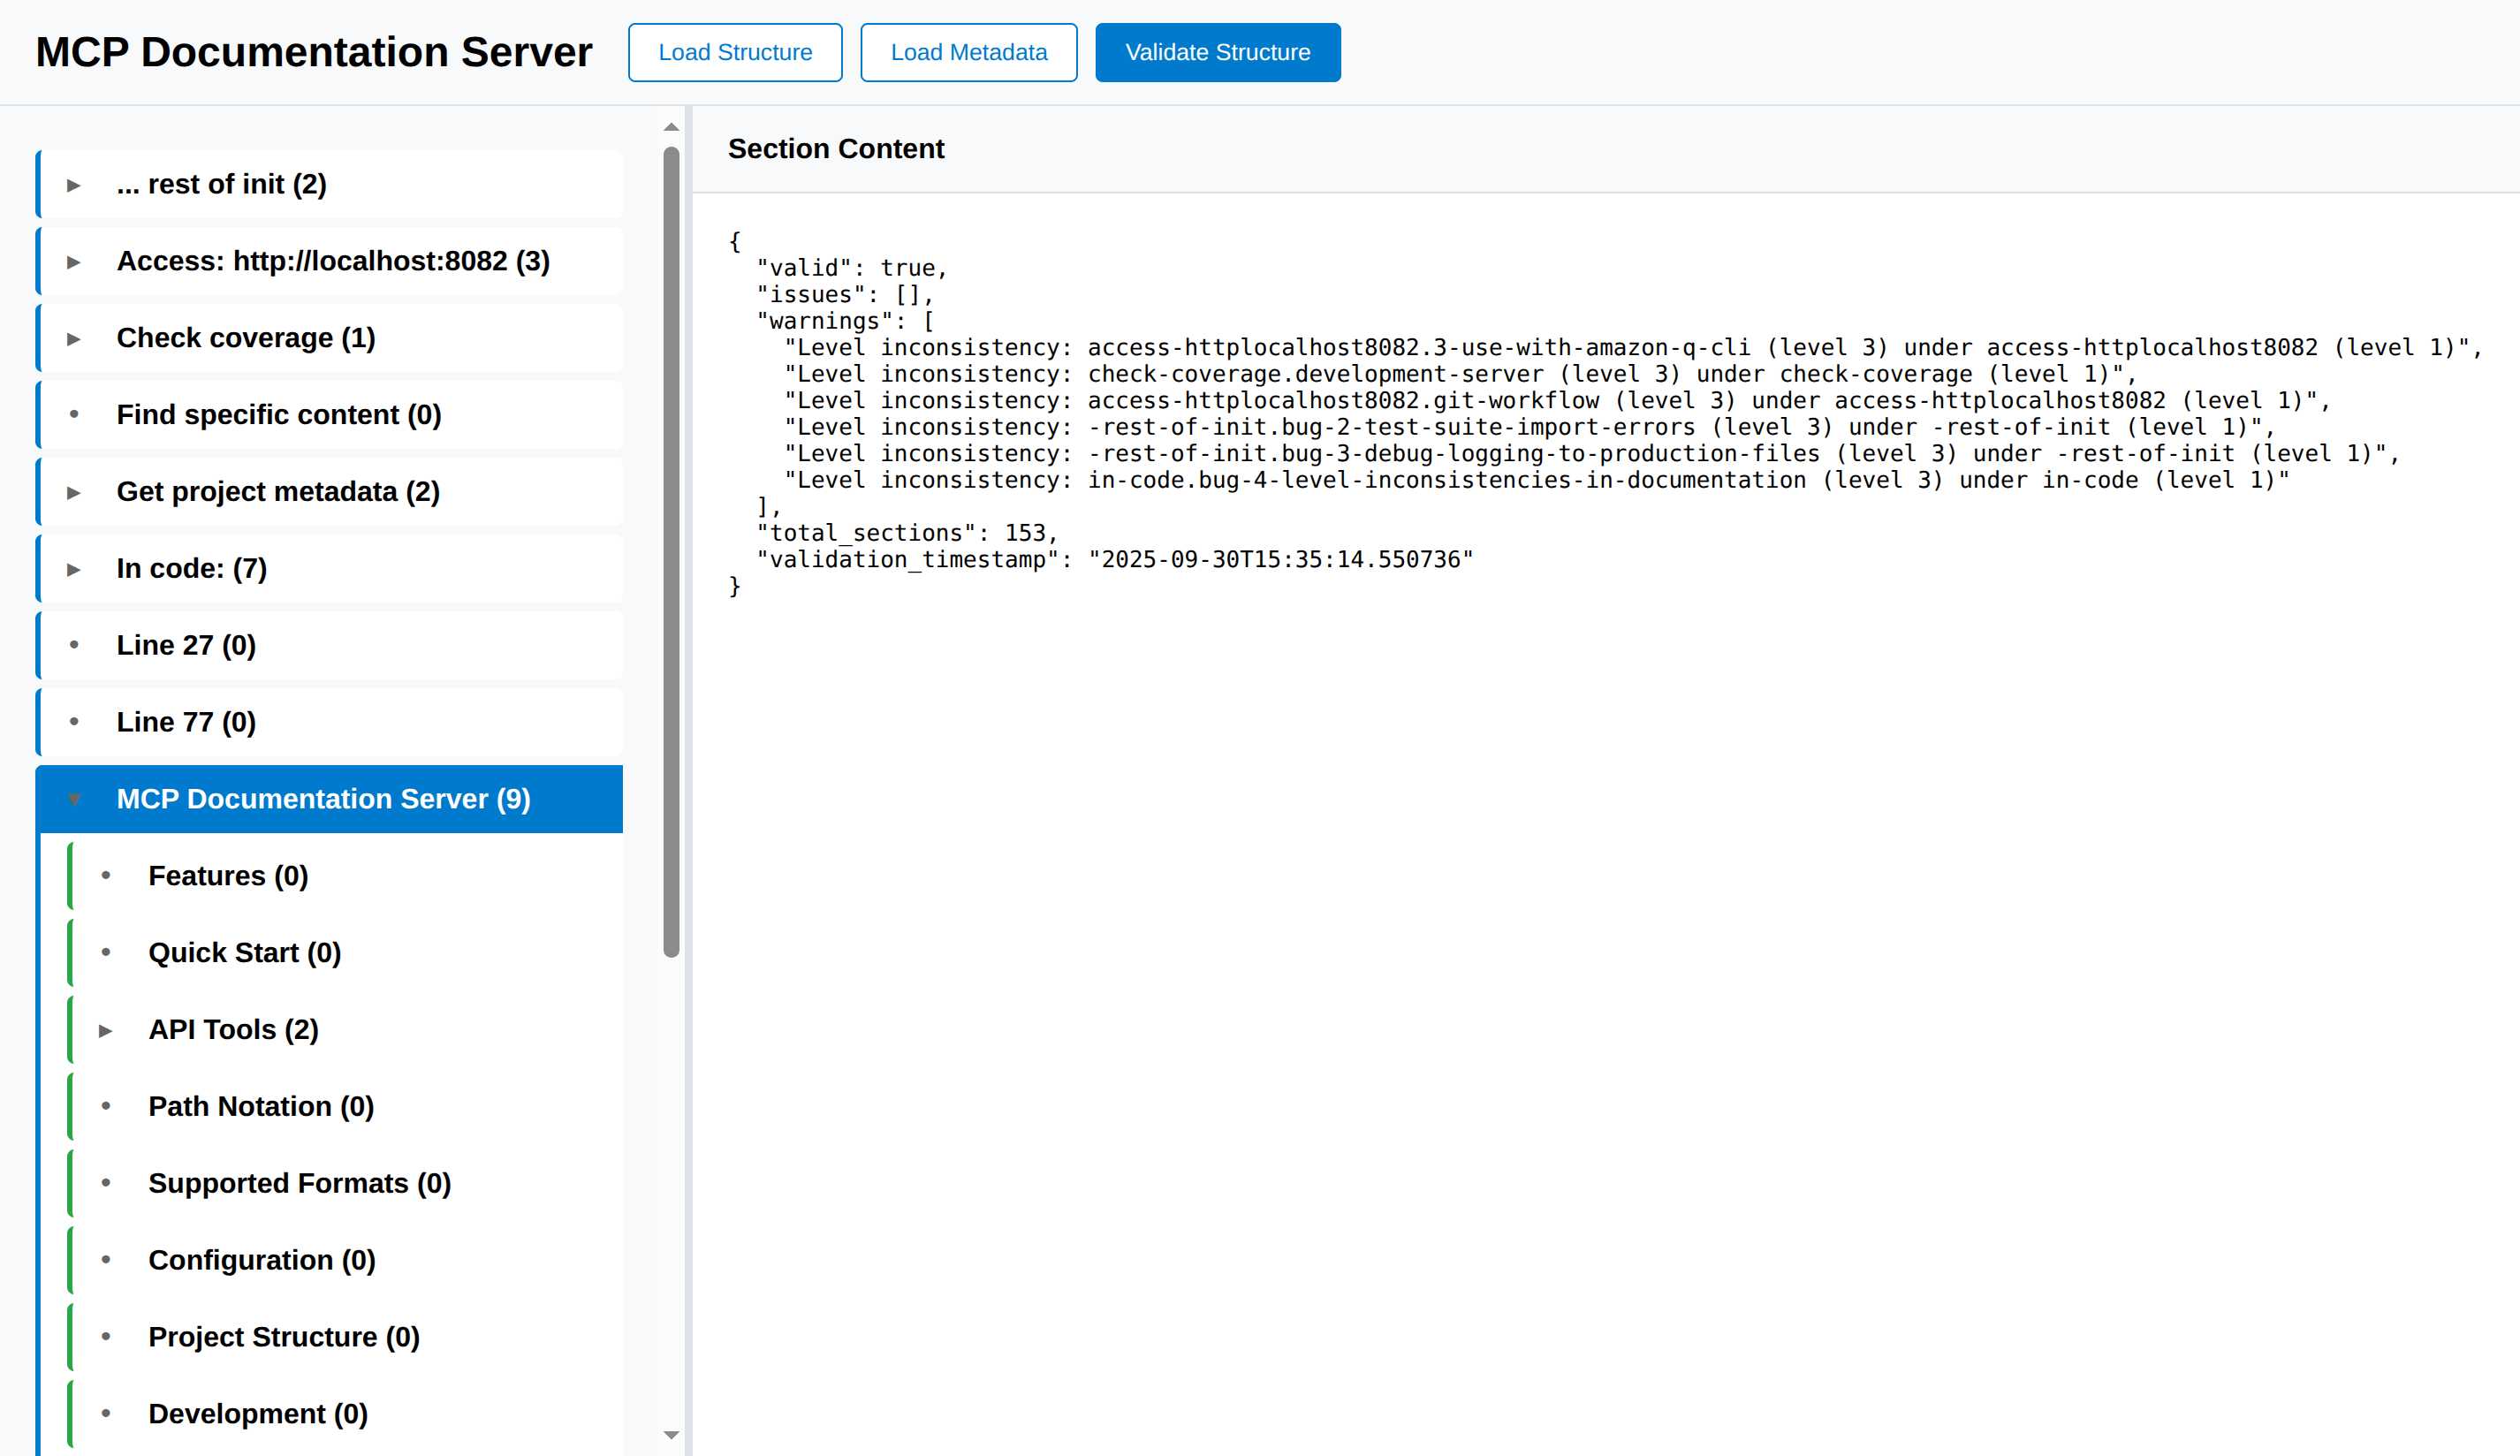 MCP Documentation Server
Load Structure
Load Metadata
Validate Structure
... rest of init (2)
Access: http://localhost:8082 (3)
Check coverage (1)
Find specific content (0)
Get project metadata (2)
In code: (7)
Line 27 (0)
Line 77 (0)
MCP Documentation Server (9)
Features (0)
Quick Start (0)
API Tools (2)
Path Notation (0)
Supported Formats (0)
Configuration (0)
Project Structure (0)
Development (0)
Section Content
{
  "valid": true,
  "issues": [],
  "warnings": [
    "Level inconsistency: access-httplocalhost8082.3-use-with-amazon-q-cli (level 3) under access-httplocalhost8082 (level 1)",
    "Level inconsistency: check-coverage.development-server (level 3) under check-coverage (level 1)",
    "Level inconsistency: access-httplocalhost8082.git-workflow (level 3) under access-httplocalhost8082 (level 1)",
    "Level inconsistency: -rest-of-init.bug-2-test-suite-import-errors (level 3) under -rest-of-init (level 1)",
    "Level inconsistency: -rest-of-init.bug-3-debug-logging-to-production-files (level 3) under -rest-of-init (level 1)",
    "Level inconsistency: in-code.bug-4-level-inconsistencies-in-documentation (level 3) under in-code (level 1)"
  ],
  "total_sections": 153,
  "validation_timestamp": "2025-09-30T15:35:14.550736"
}